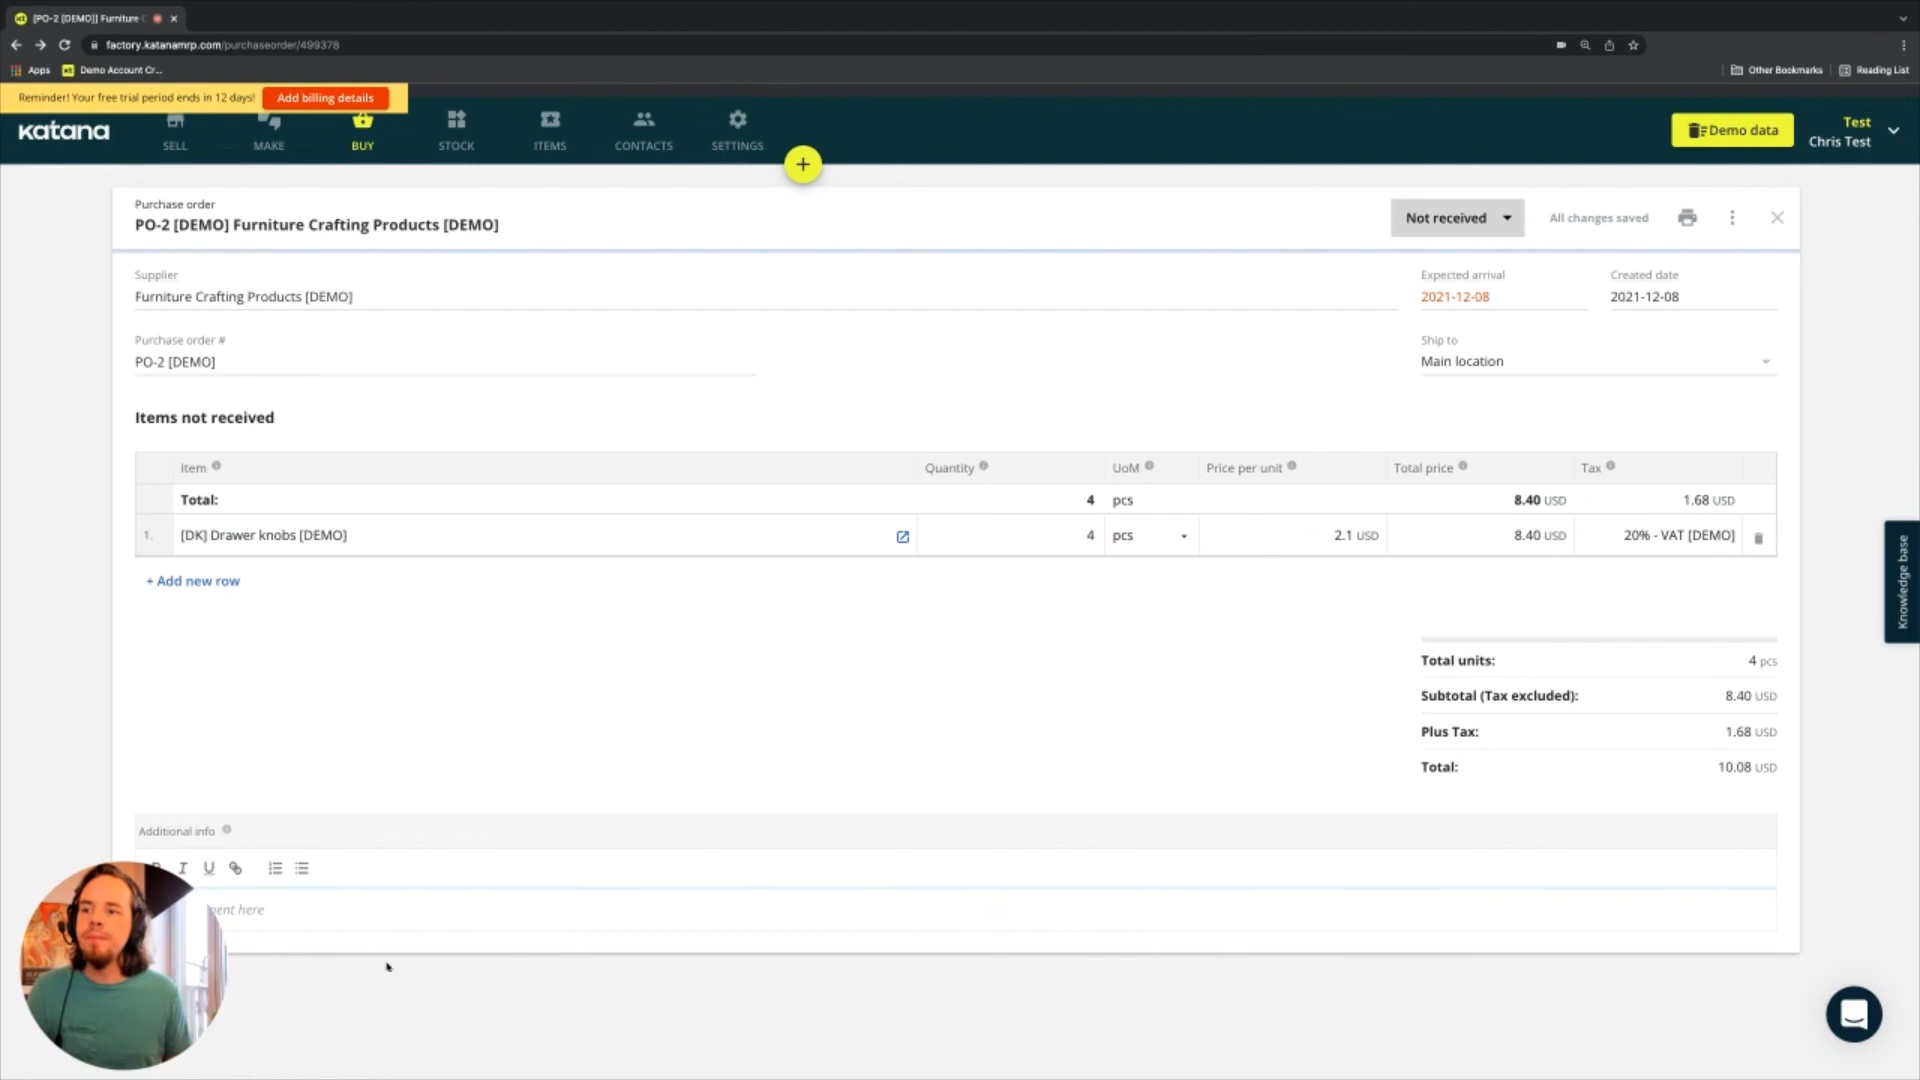 [PO-2 [DEMO]] Furniture C
factory.katanamrp.com/purchaseorder/499378
Apps
Demo Account Cr...
Other Bookmarks
Reading List
Reminder! Your free trial period ends in 12 days!
Add billing details
katana
SELL
MAKE
BUY
STOCK
ITEMS
CONTACTS
SETTINGS
+
Demo data
Test
Chris Test
Purchase order
PO-2 [DEMO] Furniture Crafting Products [DEMO]
Not received
All changes saved
Supplier
Furniture Crafting Products [DEMO]
Expected arrival
2021-12-08
Created date
2021-12-08
Purchase order #
PO-2 [DEMO]
Ship to
Main location
Items not received
Item Quantity UoM Price per unit Total price Tax
Total: 4 pcs 8.40 USD 1.68 USD
1. [DK] Drawer knobs [DEMO] 4 pcs 2.1 USD 8.40 USD 20% - VAT [DEMO]
+ Add new row
Knowledge base
Total units: 4 pcs
Subtotal (Tax excluded): 8.40 USD
Plus Tax: 1.68 USD
Total: 10.08 USD
Additional info
I U
here